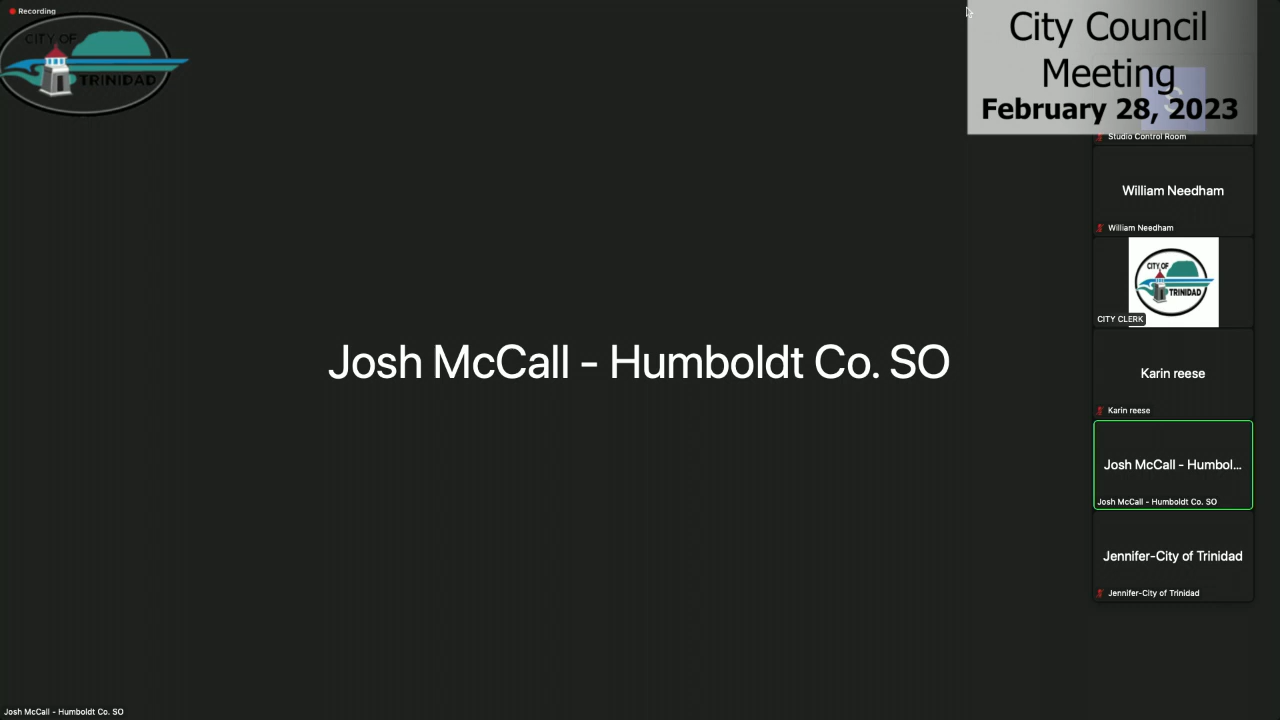 Recording
CITY OF
TRINIDAD
City Council
Meeting
February 28, 2023
S
Studio Control Room
William Needham
William Needham
CITY OF
TRINIDAD
CITY CLERK
Karin reese
Karin reese
Josh McCall - Humboldt Co. SO
Josh McCall - Humbol...
Josh McCall - Humboldt Co. SO
Jennifer-City of Trinidad
Jennifer-City of Trinidad
Josh McCall - Humboldt Co. SO